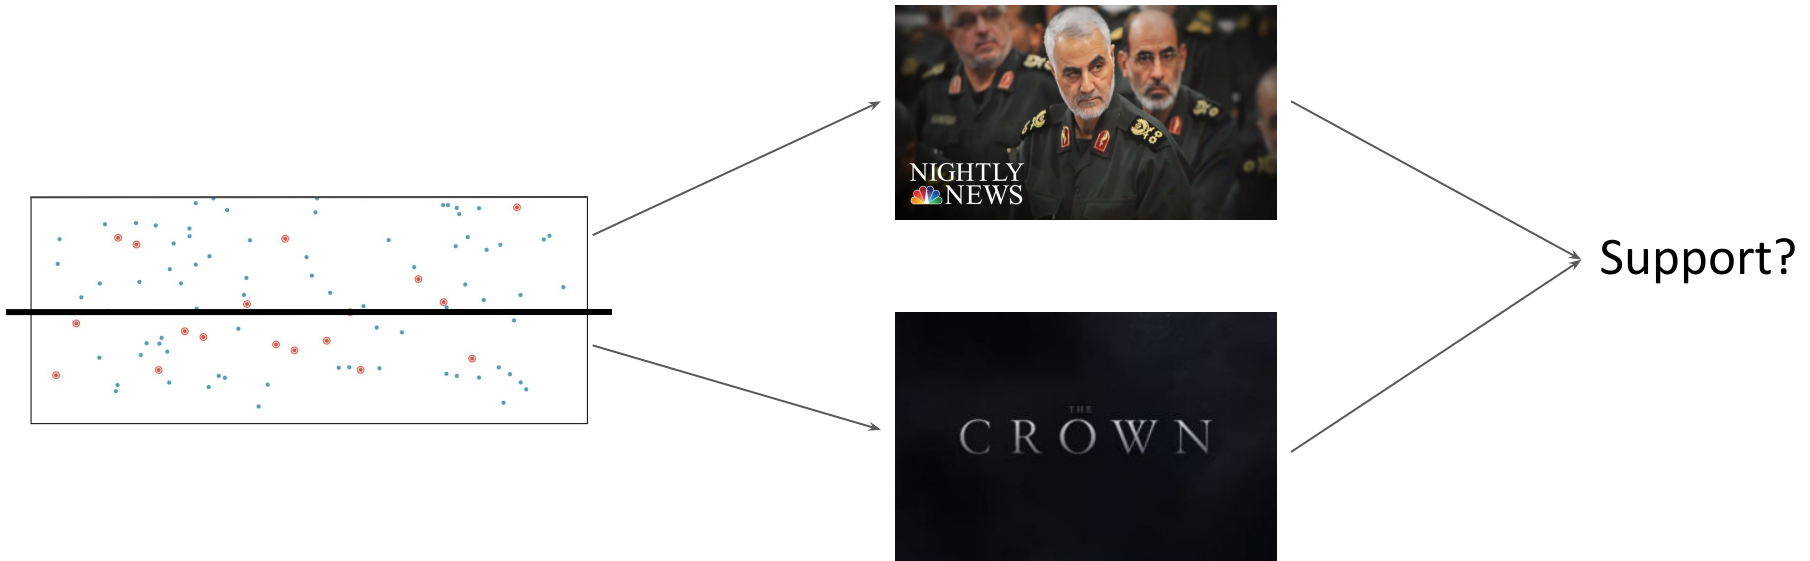 NIGHTLY
NEWS
Support?
THE
CROWN